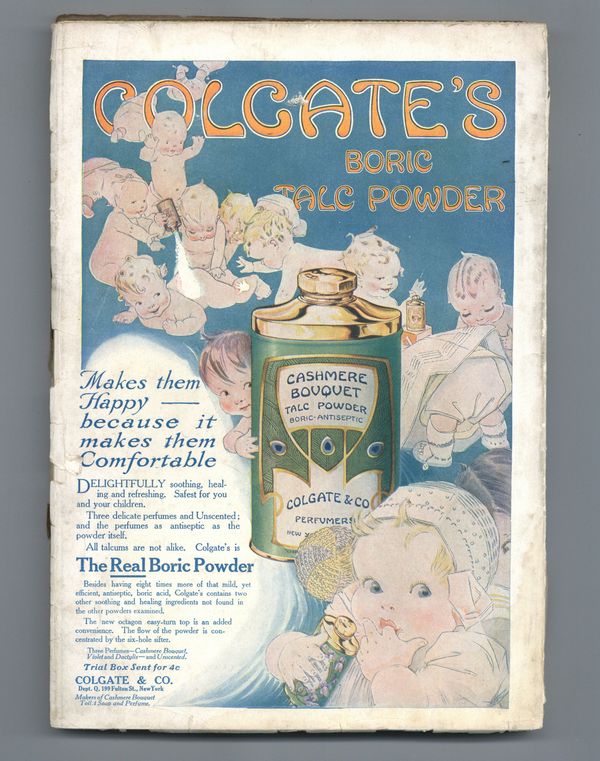 COLGATE'S
BORIC
TALC POWDER
CASHMERE
BOUQUET
TALC POWDER
BORIC-ANTISEPTIC
COLGATE & CO
PERFUMERS
NEW Y
Makes them
Happy —
because it
makes them
Comfortable
DELIGHTFULLY soothing, heal-
ing and refreshing. Safest for you
and your children.
Three delicate perfumes and Unscented;
and the perfumes as antiseptic as the
powder itself.
All talcums are not alike. Colgate's is
The Real Boric Powder
Besides having eight times more of that mild, yet
efficient, antiseptic, boric acid, Colgate's contains two
other soothing and healing ingredients not found in
the other powders examined.
The new octagon easy-turn top is an added
convenience. The flow of the powder is con-
centrated by the six-hole sifter.
Three Perfumes—Cashmere Bouquet,
Violet and Dactylis—and Unscented.
Trial Box Sent for 4c
COLGATE & CO.
Dept. Q, 199 Fulton St., New York
Makers of Cashmere Bouquet
Toilet Soap and Perfume.